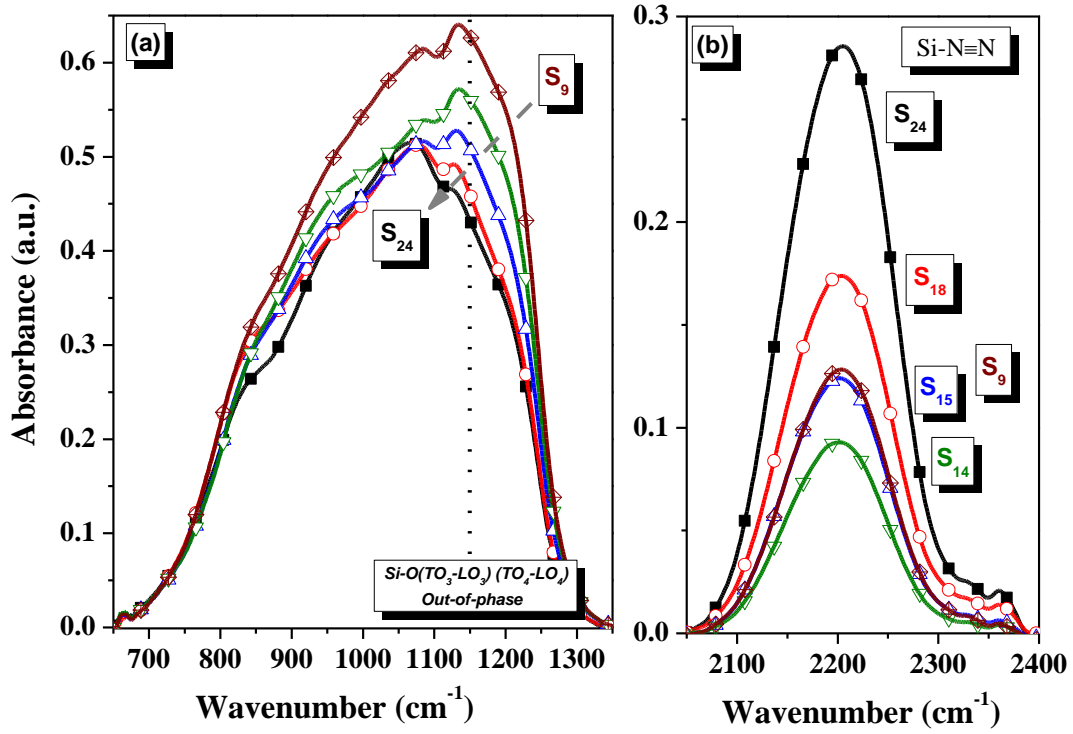 (a)
S9
S24
Si-O(TO3-LO3) (TO4-LO4)
Out-of-phase
0.6
0.5
0.4
0.3
0.2
0.1
0.0
700 800 900 1000 1100 1200 1300
Wavenumber (cm-1)
Absorbance (a.u.)
(b)
Si-N≡N
S24
S18
S9
S15
S14
0.3
0.2
0.1
0.0
2100 2200 2300 2400
Wavenumber (cm-1)